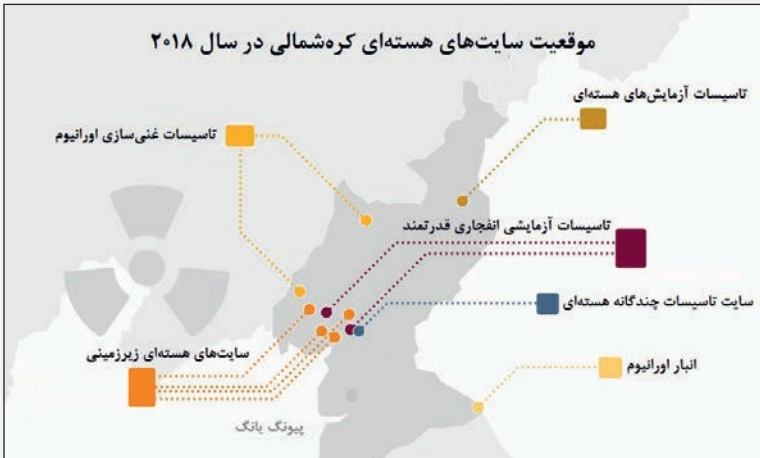 موقعیت سایت‌های هسته‌ای کره‌شمالی در سال ۲۰۱۸
تاسیسات آزمایش‌های هسته‌ای
تاسیسات غنی‌سازی اورانیوم
تاسیسات آزمایشی انفجاری قدرتمند
سایت تاسیسات چندگانه هسته‌ای
سایت‌های هسته‌ای زیرزمینی
انبار اورانیوم
پیونگ یانگ